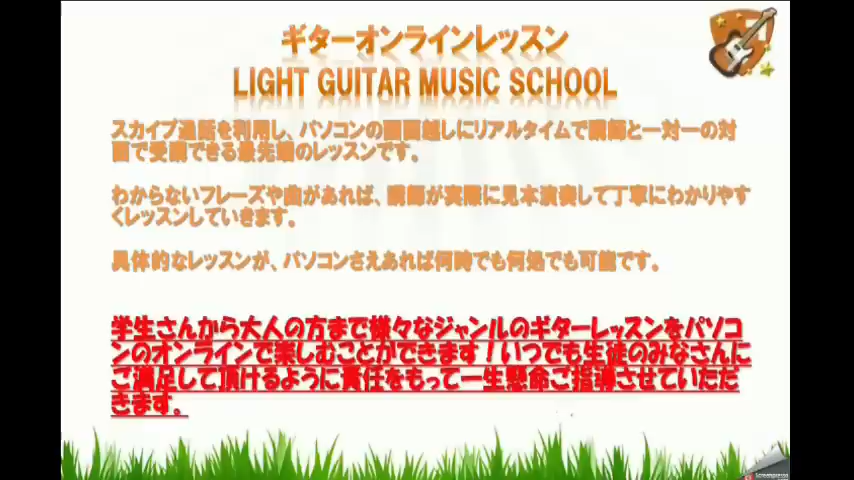 ギターオンラインレッスン
LIGHT GUITAR MUSIC SCHOOL
スカイプ通話を利用し、パソコンの画面越しにリアルタイムで講師と一対一の対
面で受講できる最先端のレッスンです。
わからないフレーズや曲があれば、講師が実際に見本演奏して丁寧にわかりやす
くレッスンしていきます。
具体的なレッスンが、パソコンさえあれば何時でも何処でも可能です。
学生さんから大人の方まで様々なジャンルのギターレッスンをパソコ
ンのオンラインで楽しむことができます！いつでも生徒のみなさんに
ご満足して頂けるように責任をもって一生懸命ご指導させていただ
きます。